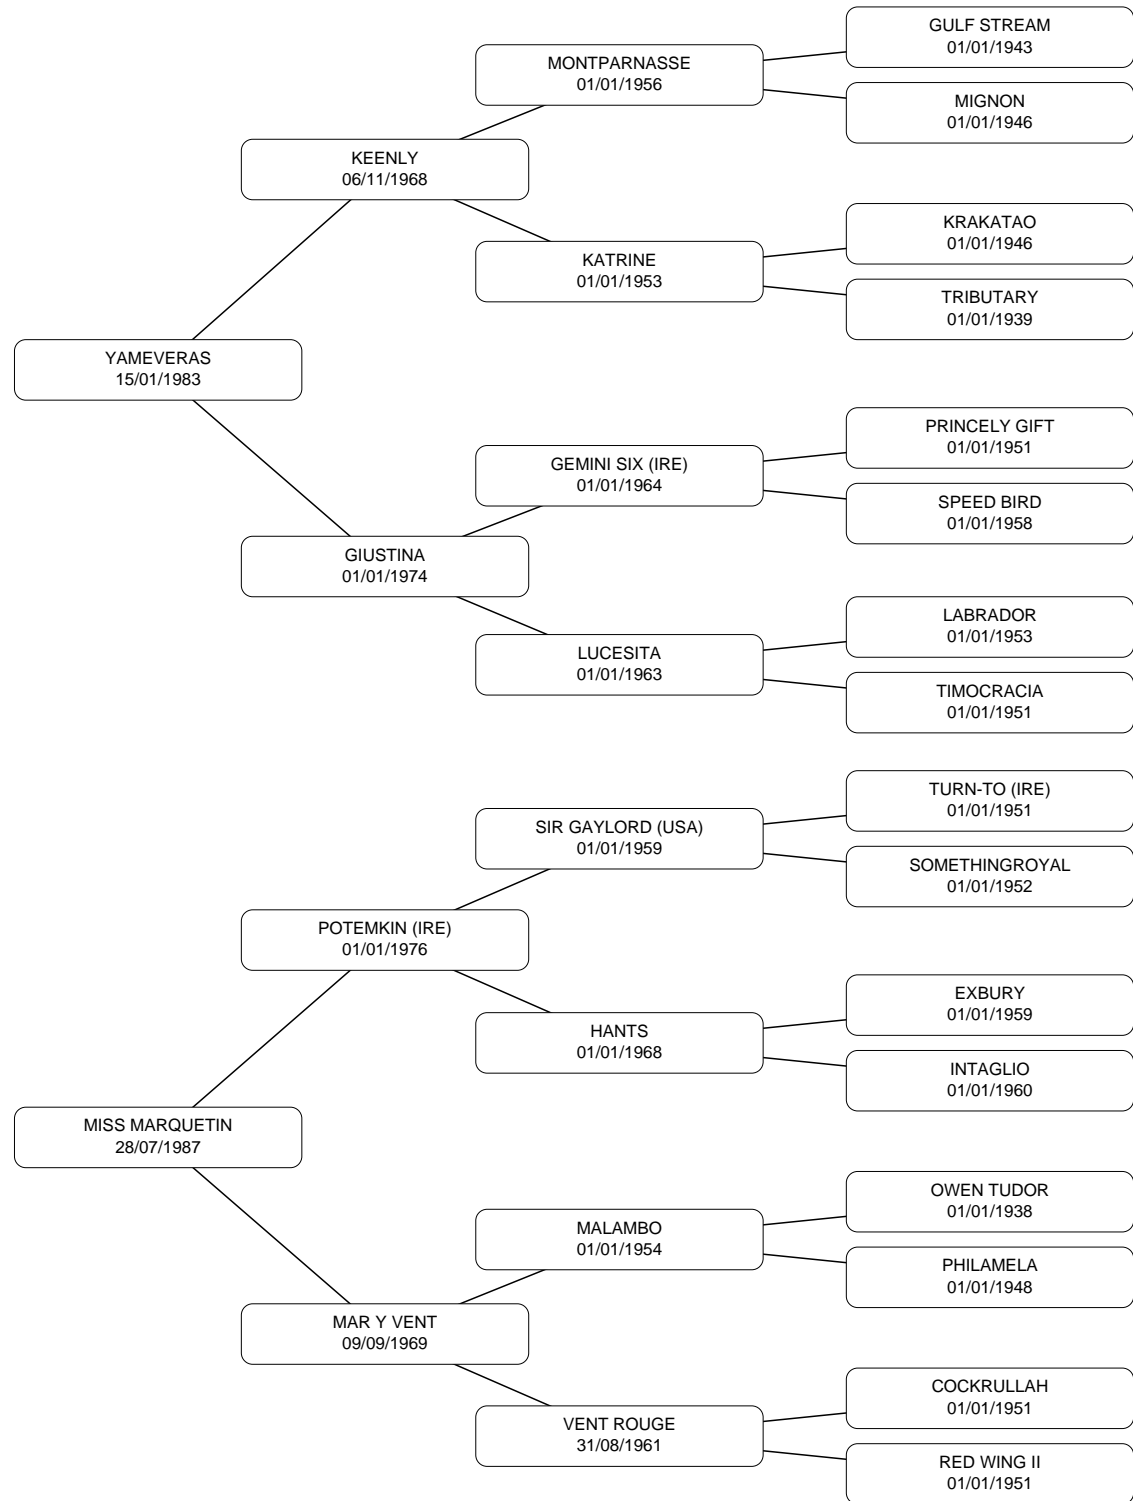 GULF STREAM
01/01/1943
MONTPARNASSE
01/01/1956
MIGNON
01/01/1946
KEENLY
06/11/1968
KRAKATAO
01/01/1946
KATRINE
01/01/1953
TRIBUTARY
01/01/1939
YAMEVERAS
15/01/1983
PRINCELY GIFT
01/01/1951
GEMINI SIX (IRE)
01/01/1964
SPEED BIRD
01/01/1958
GIUSTINA
01/01/1974
LABRADOR
01/01/1953
LUCESITA
01/01/1963
TIMOCRACIA
01/01/1951
TURN-TO (IRE)
01/01/1951
SIR GAYLORD (USA)
01/01/1959
SOMETHINGROYAL
01/01/1952
POTEMKIN (IRE)
01/01/1976
EXBURY
01/01/1959
HANTS
01/01/1968
INTAGLIO
01/01/1960
MISS MARQUETIN
28/07/1987
OWEN TUDOR
01/01/1938
MALAMBO
01/01/1954
PHILAMELA
01/01/1948
MAR Y VENT
09/09/1969
COCKRULLAH
01/01/1951
VENT ROUGE
31/08/1961
RED WING II
01/01/1951